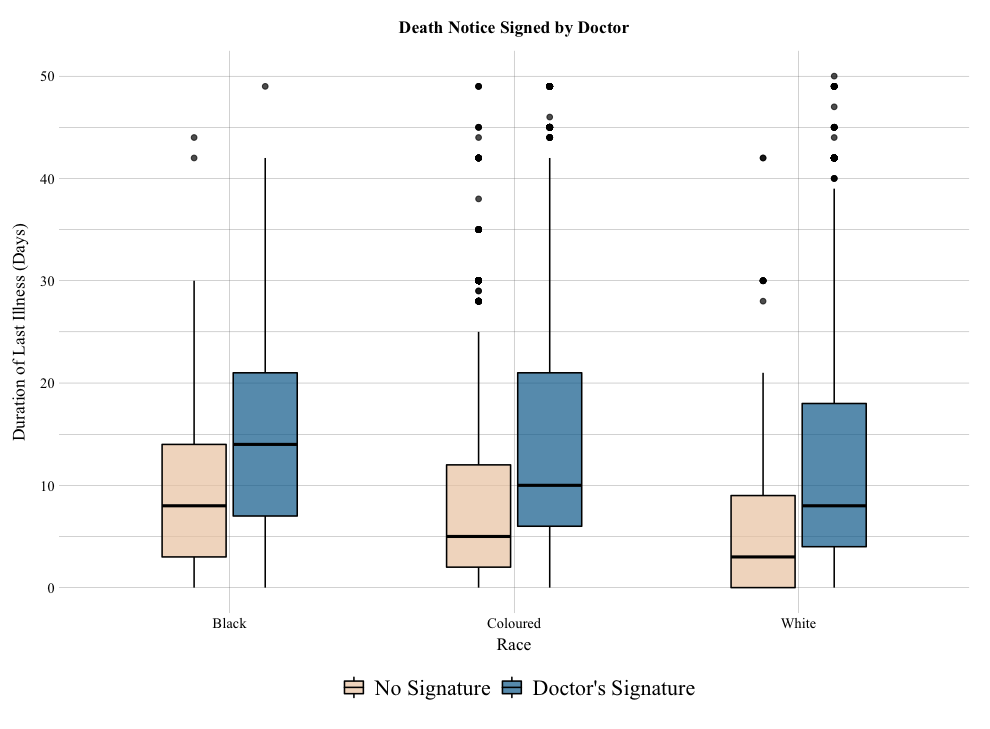 Death Notice Signed by Doctor
Duration of Last Illness (Days)
50
40
30
20
10
0
Black Coloured White
Race
No Signature Doctor's Signature